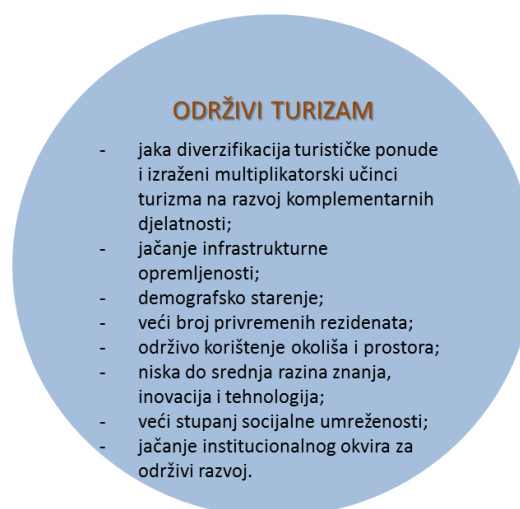 ODRŽIVI TURIZAM
- jaka diverzifikacija turističke ponude
i izraženi multiplikatorski učinci
turizma na razvoj komplementarnih
djelatnosti;
- jačanje infrastrukturne
opremljenosti;
- demografsko starenje;
- veći broj privremenih rezidenata;
- održivo korištenje okoliša i prostora;
- niska do srednja razina znanja,
inovacija i tehnologija;
- veći stupanj socijalne umreženosti;
- jačanje institucionalnog okvira za
održivi razvoj.